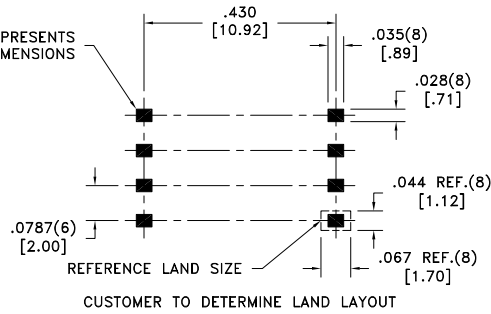 .430
[10.92]
PRESENTS
MENSIONS
.035(8)
[.89]
.028(8)
[.71]
.044 REF.(8)
[1.12]
.0787(6)
[2.00]
.067 REF.(8)
[1.70]
REFERENCE LAND SIZE
CUSTOMER TO DETERMINE LAND LAYOUT